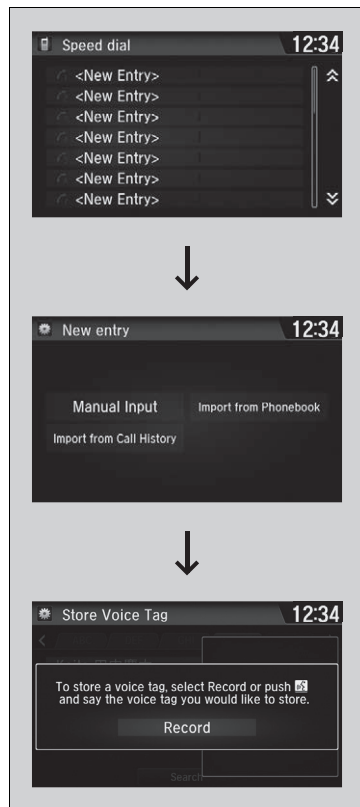 Speed dial 12:34
<New Entry>
<New Entry>
<New Entry>
<New Entry>
<New Entry>
<New Entry>
<New Entry>
New entry 12:34
Manual Input Import from Phonebook
Import from Call History
Store Voice Tag 12:34
To store a voice tag, select Record or push
and say the voice tag you would like to store.
Record
Search